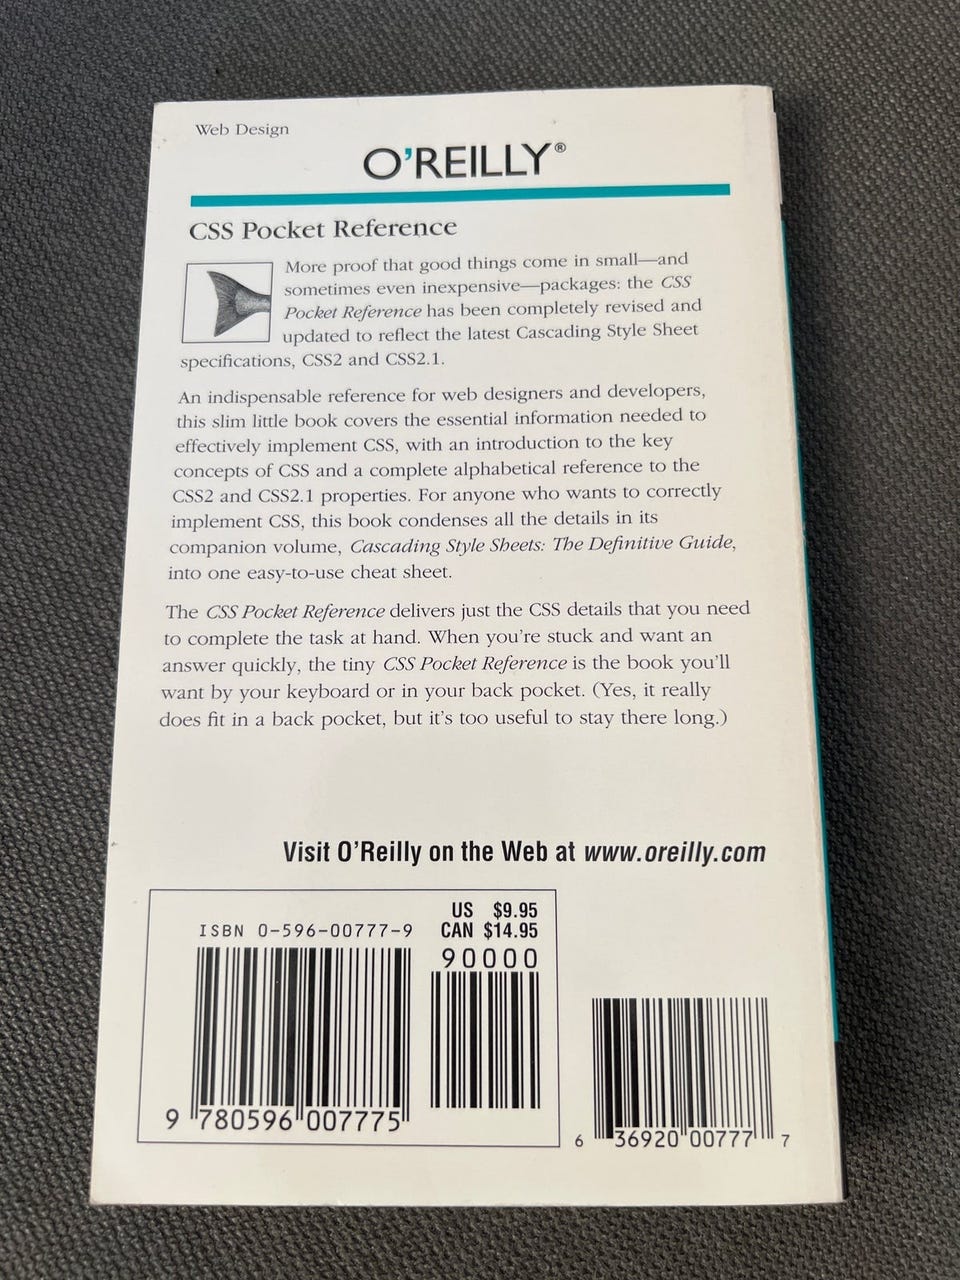 Web Design
O'REILLY®
CSS Pocket Reference
More proof that good things come in small—and
sometimes even inexpensive—packages: the CSS
Pocket Reference has been completely revised and
updated to reflect the latest Cascading Style Sheet
specifications, CSS2 and CSS2.1.
An indispensable reference for web designers and developers,
this slim little book covers the essential information needed to
effectively implement CSS, with an introduction to the key
concepts of CSS and a complete alphabetical reference to the
CSS2 and CSS2.1 properties. For anyone who wants to correctly
implement CSS, this book condenses all the details in its
companion volume, Cascading Style Sheets: The Definitive Guide,
into one easy-to-use cheat sheet.
The CSS Pocket Reference delivers just the CSS details that you need
to complete the task at hand. When you're stuck and want an
answer quickly, the tiny CSS Pocket Reference is the book you'll
want by your keyboard or in your back pocket. (Yes, it really
does fit in a back pocket, but it's too useful to stay there long.)
Visit O'Reilly on the Web at www.oreilly.com
US $9.95
ISBN 0-596-00777-9 CAN $14.95
90000
9 780596 007775
6 36920 00777 7